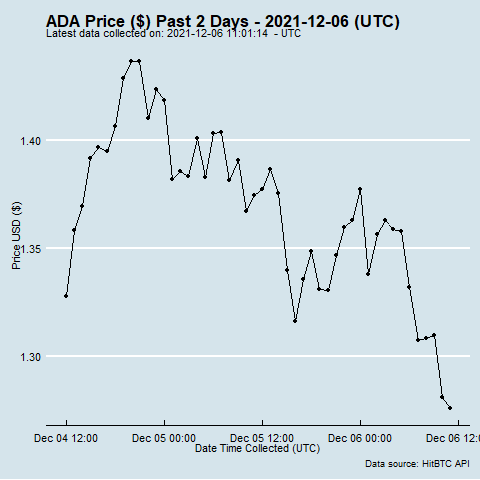 ADA Price ($) Past 2 Days - 2021-12-06 (UTC)
Latest data collected on: 2021-12-06 11:01:14 - UTC
1.40
1.35
1.30
Price USD ($)
Dec 04 12:00 Dec 05 00:00 Dec 05 12:00 Dec 06 00:00 Dec 06 12:
Date Time Collected (UTC)
Data source: HitBTC API